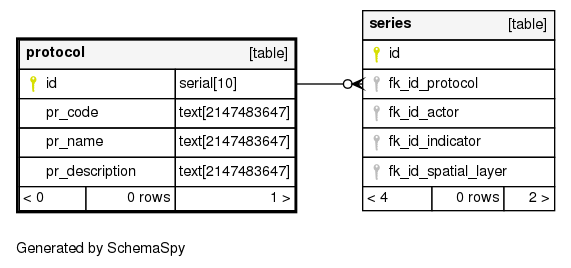 protocol [table]
id serial[10]
pr_code text[2147483647]
pr_name text[2147483647]
pr_description text[2147483647]
< 0 0 rows 1 >
series [table]
id
fk_id_protocol
fk_id_actor
fk_id_indicator
fk_id_spatial_layer
< 4 0 rows 2 >
Generated by SchemaSpy